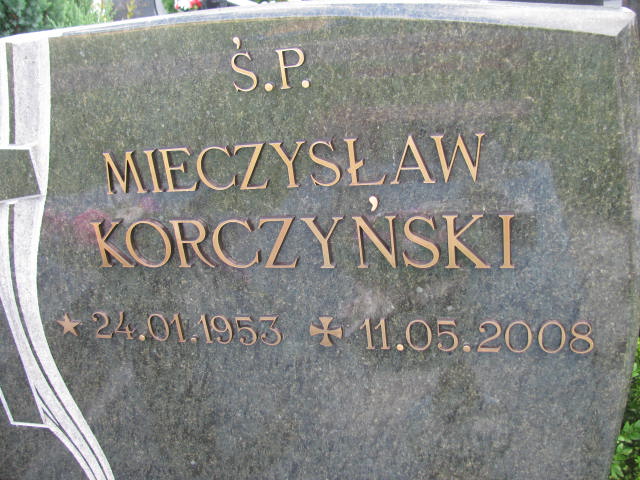 Ś.P.
MIECZYSŁAW
KORCZYŃSKI
★ 24.01.1953 ✠ 11.05.2008